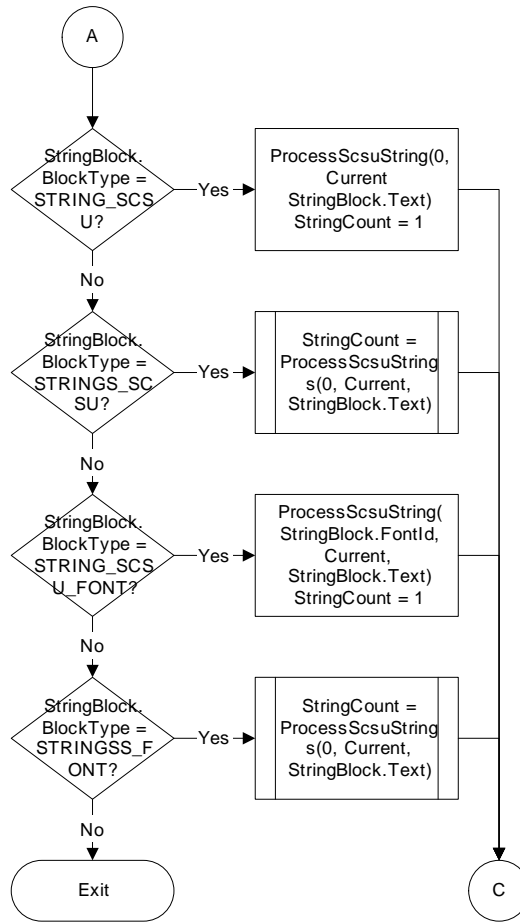 A
StringBlock.
BlockType =
STRING_SCS
U?
Yes
ProcessScsuString(0,
Current
StringBlock.Text)
StringCount = 1
No
StringBlock.
BlockType =
STRINGS_SC
SU?
Yes
StringCount =
ProcessScsuString
s(0, Current,
StringBlock.Text)
No
StringBlock.
BlockType =
STRING_SCS
U_FONT?
Yes
ProcessScsuString(
StringBlock.FontId,
Current,
StringBlock.Text)
StringCount = 1
No
StringBlock.
BlockType =
STRINGSS_F
ONT?
Yes
StringCount =
ProcessScsuString
s(0, Current,
StringBlock.Text)
No
Exit
C